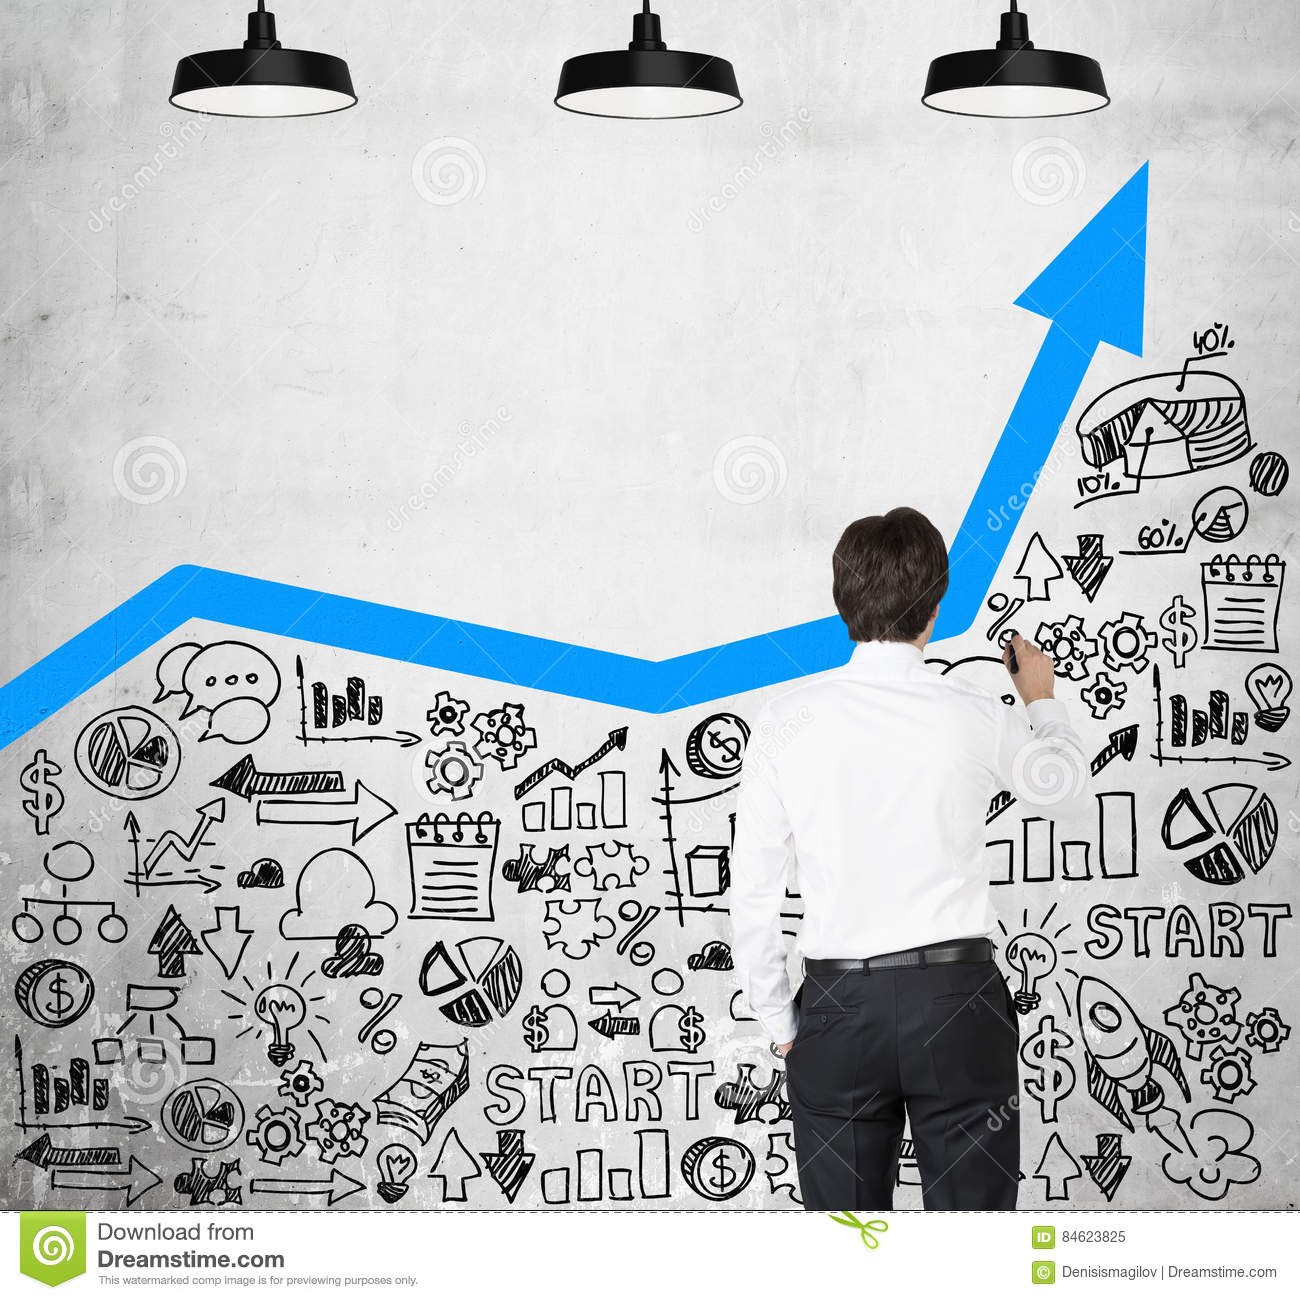 40%
10%
60%
%
$
$
$
START
%
$
%
$
$
START
$
$
$
Download from
Dreamstime.com
This watermarked comp image is for previewing purposes only.
ID 84623825
© Denisismagilov | Dreamstime.com